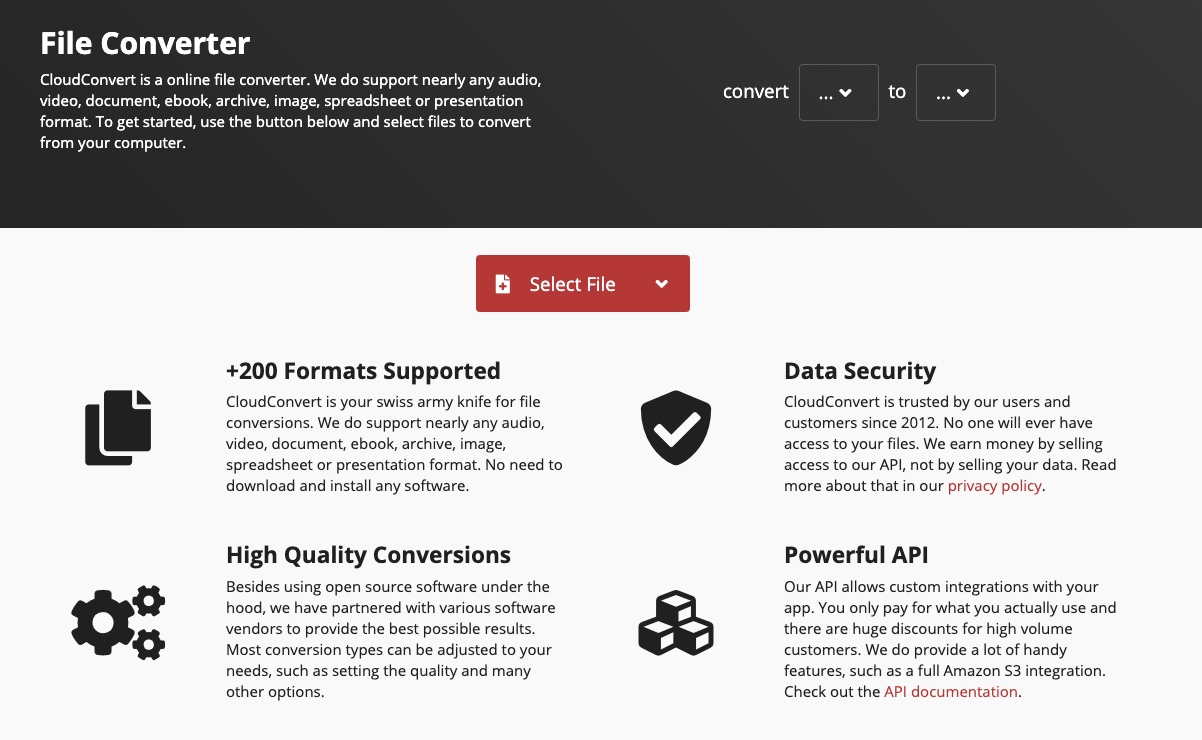 File Converter
CloudConvert is a online file converter. We do support nearly any audio,
video, document, ebook, archive, image, spreadsheet or presentation
format. To get started, use the button below and select files to convert
from your computer.
convert ... to ...
Select File
+200 Formats Supported
CloudConvert is your swiss army knife for file
conversions. We do support nearly any audio,
video, document, ebook, archive, image,
spreadsheet or presentation format. No need to
download and install any software.
Data Security
CloudConvert is trusted by our users and
customers since 2012. No one will ever have
access to your files. We earn money by selling
access to our API, not by selling your data. Read
more about that in our privacy policy.
High Quality Conversions
Besides using open source software under the
hood, we have partnered with various software
vendors to provide the best possible results.
Most conversion types can be adjusted to your
needs, such as setting the quality and many
other options.
Powerful API
Our API allows custom integrations with your
app. You only pay for what you actually use and
there are huge discounts for high volume
customers. We do provide a lot of handy
features, such as a full Amazon S3 integration.
Check out the API documentation.